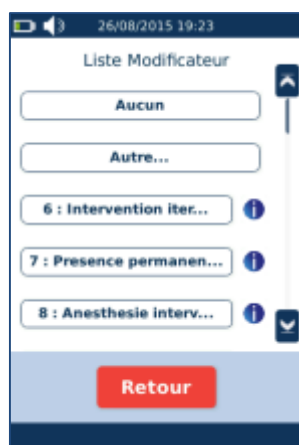 26/08/2015 19:23
Liste Modificateur
Aucun
Autre...
6 : Intervention iter...
7 : Presence permanen...
8 : Anesthesie interv...
Retour